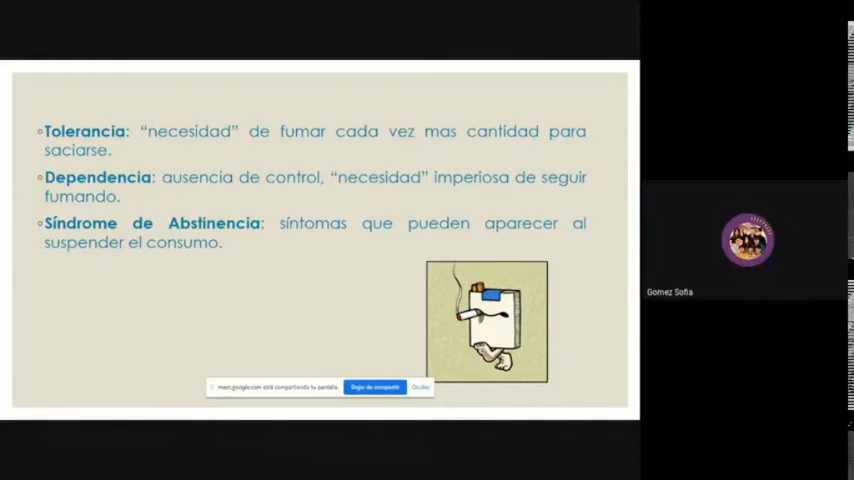 ◦Tolerancia: “necesidad” de fumar cada vez mas cantidad para
saciarse.
◦Dependencia: ausencia de control, “necesidad” imperiosa de seguir
fumando.
◦Síndrome de Abstinencia: síntomas que pueden aparecer al
suspender el consumo.
Gomez Sofia
meet.google.com está compartiendo tu pantalla. Dejar de compartir Ocultar